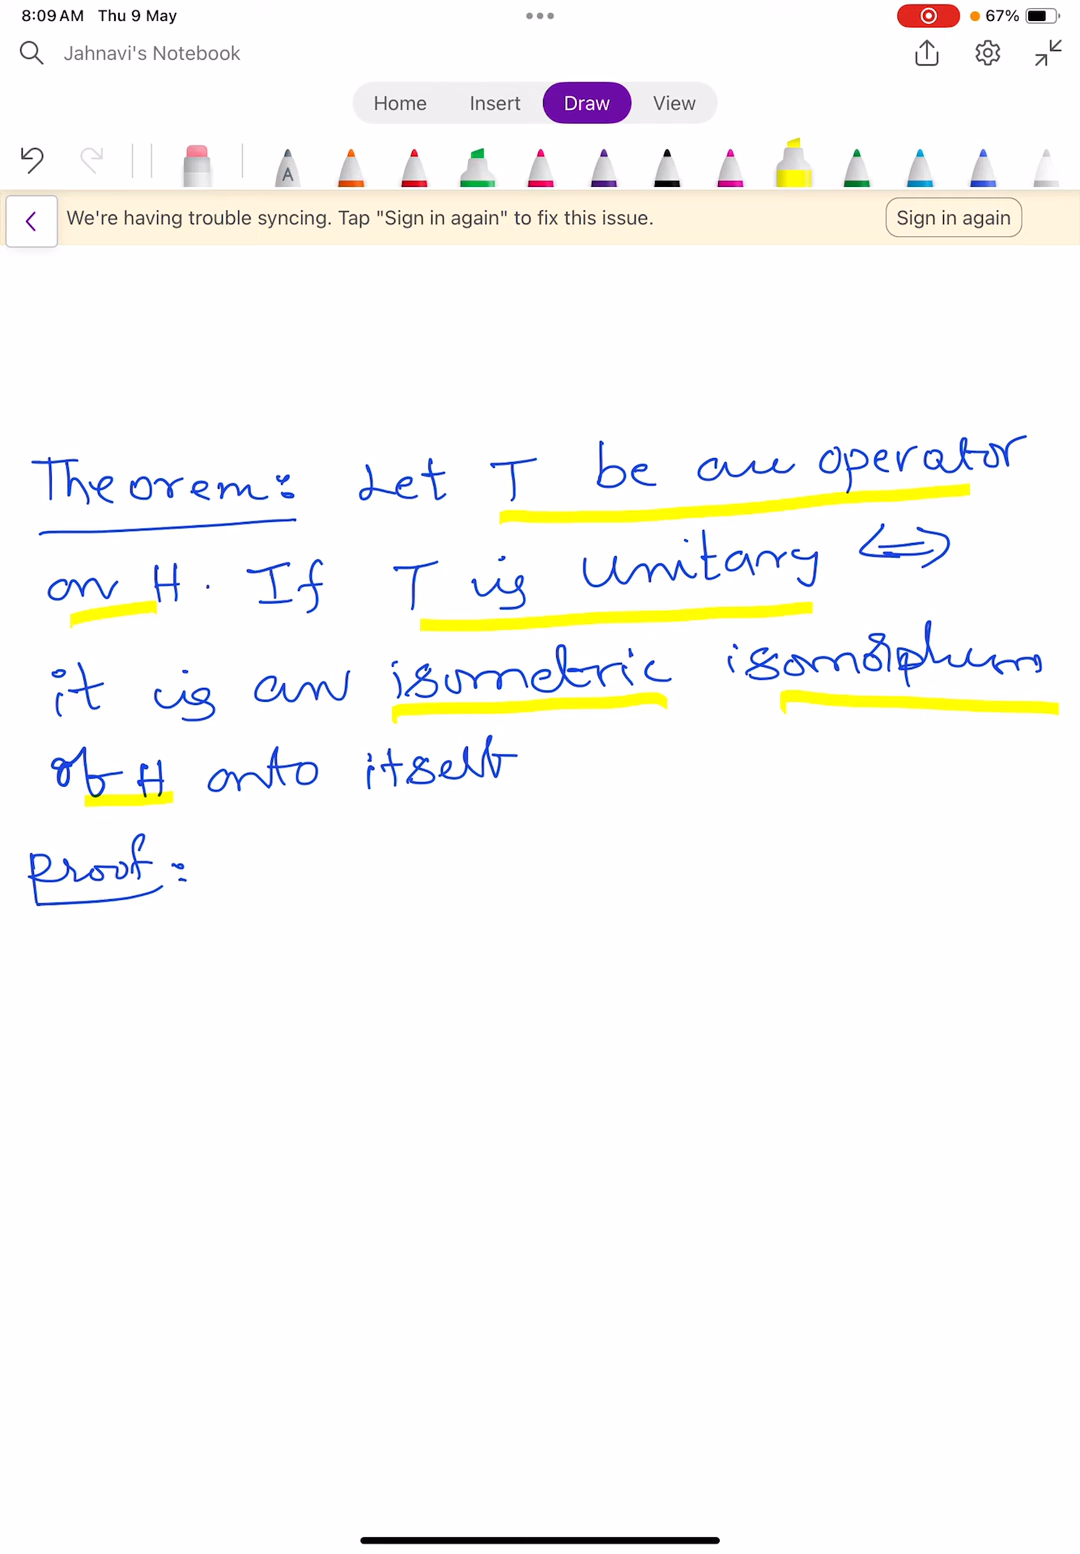 8:09 AM Thu 9 May
67%
Jahnavi's Notebook
Home Insert Draw View
A
We're having trouble syncing. Tap "Sign in again" to fix this issue. Sign in again
Theorem: Let T be an operator
on H. If T is unitary ⇔
it is an isometric isomorphism
of H onto itself
Proof: